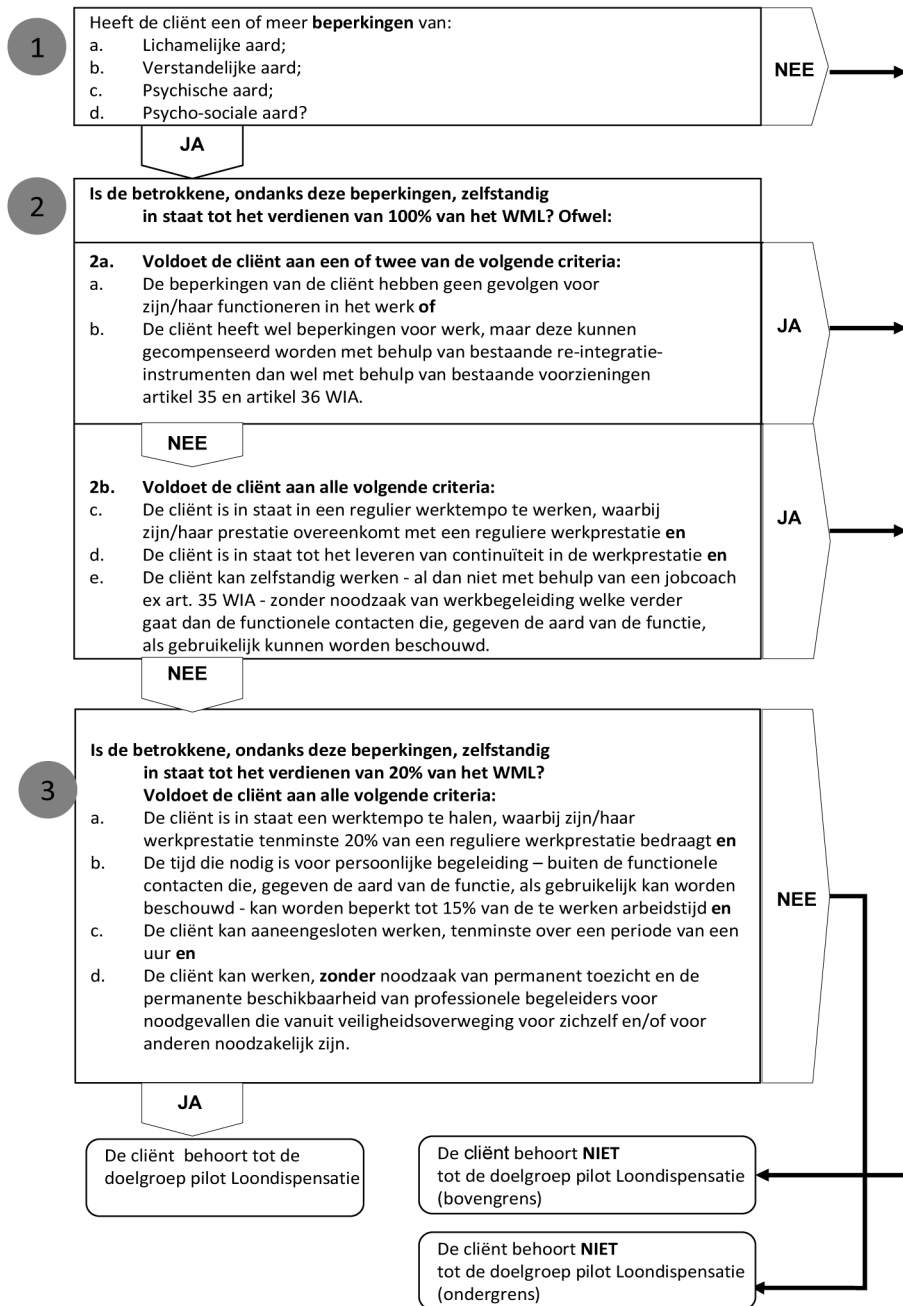 1
Heeft de cliënt een of meer beperkingen van:
a. Lichamelijke aard;
b. Verstandelijke aard;
c. Psychische aard;
d. Psycho-sociale aard?
NEE
JA
2
Is de betrokkene, ondanks deze beperkingen, zelfstandig
in staat tot het verdienen van 100% van het WML? Ofwel:
2a. Voldoet de cliënt aan een of twee van de volgende criteria:
a. De beperkingen van de cliënt hebben geen gevolgen voor
zijn/haar functioneren in het werk of
b. De cliënt heeft wel beperkingen voor werk, maar deze kunnen
gecompenseerd worden met behulp van bestaande re-integratie-
instrumenten dan wel met behulp van bestaande voorzieningen
artikel 35 en artikel 36 WIA.
JA
NEE
2b. Voldoet de cliënt aan alle volgende criteria:
c. De cliënt is in staat in een regulier werktempo te werken, waarbij
zijn/haar prestatie overeenkomt met een reguliere werkprestatie en
d. De cliënt is in staat tot het leveren van continuïteit in de werkprestatie en
e. De cliënt kan zelfstandig werken - al dan niet met behulp van een jobcoach
ex art. 35 WIA - zonder noodzaak van werkbegeleiding welke verder
gaat dan de functionele contacten die, gegeven de aard van de functie,
als gebruikelijk kunnen worden beschouwd.
JA
NEE
3
Is de betrokkene, ondanks deze beperkingen, zelfstandig
in staat tot het verdienen van 20% van het WML?
Voldoet de cliënt aan alle volgende criteria:
a. De cliënt is in staat een werktempo te halen, waarbij zijn/haar
werkprestatie tenminste 20% van een reguliere werkprestatie bedraagt en
b. De tijd die nodig is voor persoonlijke begeleiding – buiten de functionele
contacten die, gegeven de aard van de functie, als gebruikelijk kan worden
beschouwd - kan worden beperkt tot 15% van de te werken arbeidstijd en
c. De cliënt kan aaneengesloten werken, tenminste over een periode van een
uur en
d. De cliënt kan werken, zonder noodzaak van permanent toezicht en de
permanente beschikbaarheid van professionele begeleiders voor
noodgevallen die vanuit veiligheidsoverweging voor zichzelf en/of voor
anderen noodzakelijk zijn.
NEE
JA
De cliënt behoort tot de
doelgroep pilot Loondispensatie
De cliënt behoort NIET
tot de doelgroep pilot Loondispensatie
(bovengrens)
De cliënt behoort NIET
tot de doelgroep pilot Loondispensatie
(ondergrens)